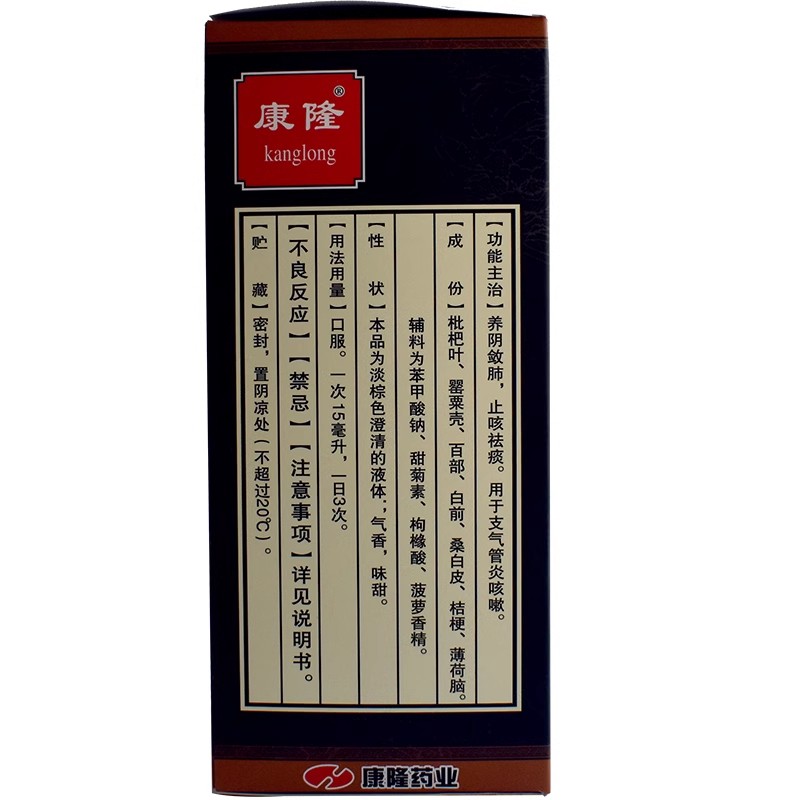 康隆®
kanglong
【功能主治】养阴敛肺，止咳祛痰。用于支气管炎咳嗽。
【成份】枇杷叶、罂粟壳、百部、白前、桑白皮、桔梗、薄荷脑。
辅料为苯甲酸钠、甜菊素、枸橼酸、菠萝香精。
【性状】本品为淡棕色澄清的液体；气香，味甜。
【用法用量】口服。一次15毫升，一日3次。
【不良反应】【禁忌】【注意事项】详见说明书。
【贮藏】密封，置阴凉处（不超过20℃）。
康隆药业